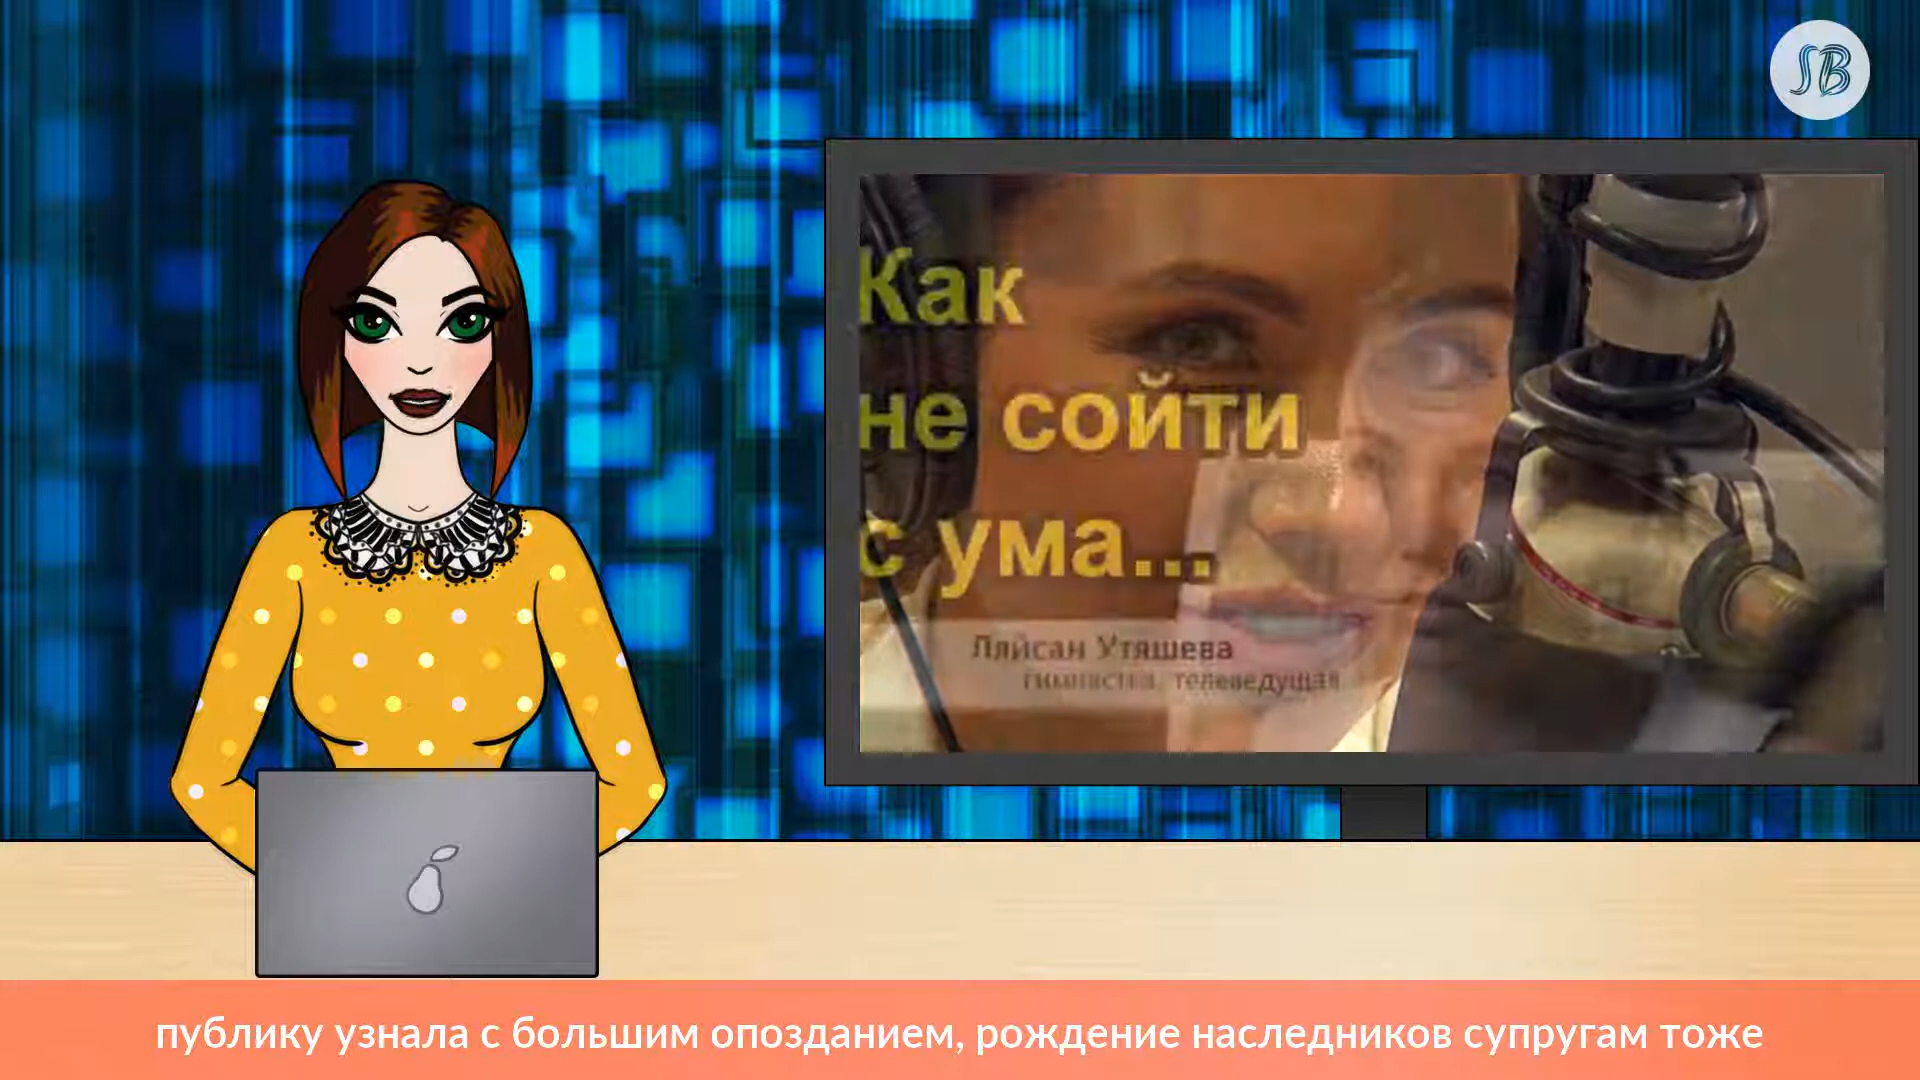 SB
Как
не сойти
с ума...
Ляйсан Утяшева
гимнастка, телеведущая
публику узнала с большим опозданием, рождение наследников супругам тоже